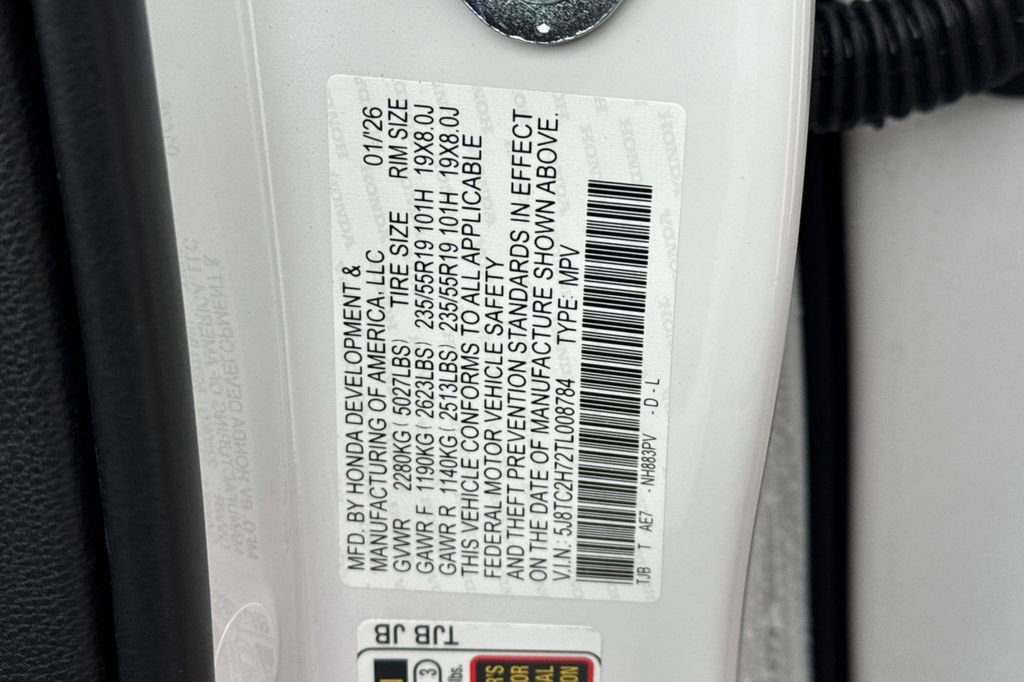 MFD. BY HONDA DEVELOPMENT &
MANUFACTURING OF AMERICA, LLC 01/'26
GVWR 2280KG ( 5027LBS) TIRE SIZE RIM SIZE
GAWR F 1190KG ( 2623LBS) 235/55R19 101H 19X8.0J
GAWR R 1140KG ( 2513LBS) 235/55R19 101H 19X8.0J
THIS VEHICLE CONFORMS TO ALL APPLICABLE
FEDERAL MOTOR VEHICLE SAFETY
AND THEFT PREVENTION STANDARDS IN EFFECT
ON THE DATE OF MANUFACTURE SHOWN ABOVE.
V.I.N.: 5J8TC2H72TL008784 TYPE: MPV
TJB T AE7 - NH883PV - D - L
TJB JB
3
lbs.